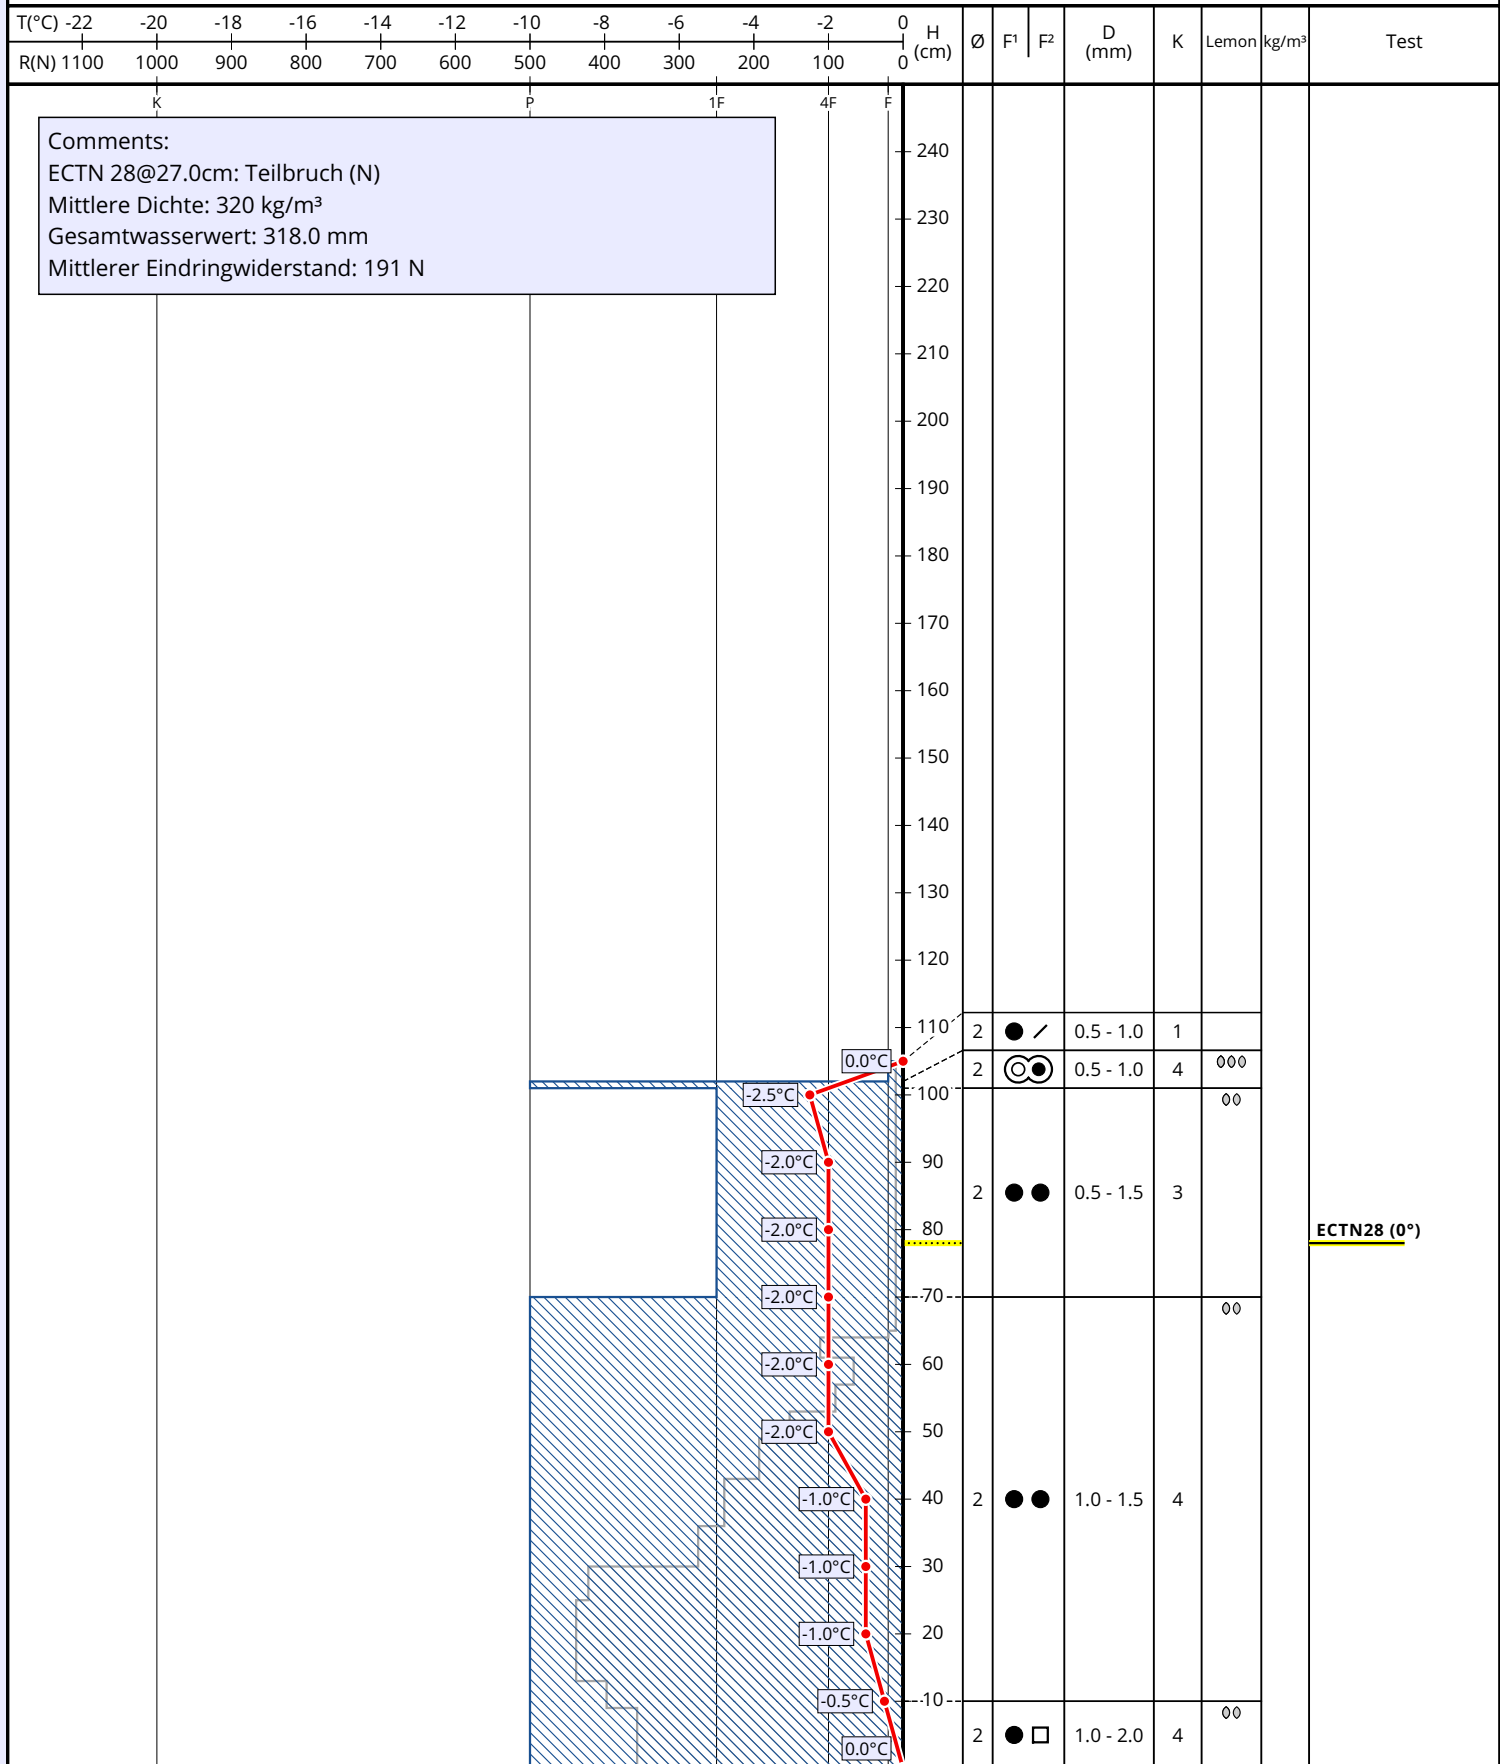 T(°C) -22 -20 -18 -16 -14 -12 -10 -8 -6 -4 -2 0
R(N) 1100 1000 900 800 700 600 500 400 300 200 100 0
H (cm) Ø F¹ F² D (mm) K Lemon kg/m³ Test
K P 1F 4F F
Comments:
ECTN 28@27.0cm: Teilbruch (N)
Mittlere Dichte: 320 kg/m³
Gesamtwasserwert: 318.0 mm
Mittlerer Eindringwiderstand: 191 N
240
230
220
210
200
190
180
170
160
150
140
130
120
110 2 0.5 - 1.0 1
0.0°C 2 0.5 - 1.0 4
-2.5°C 100
-2.0°C 90
2 0.5 - 1.5 3
-2.0°C 80 ECTN28 (0°)
-2.0°C 70
-2.0°C 60
-2.0°C 50
-1.0°C 40 2 1.0 - 1.5 4
-1.0°C 30
-1.0°C 20
-0.5°C 10
2 1.0 - 2.0 4
0.0°C